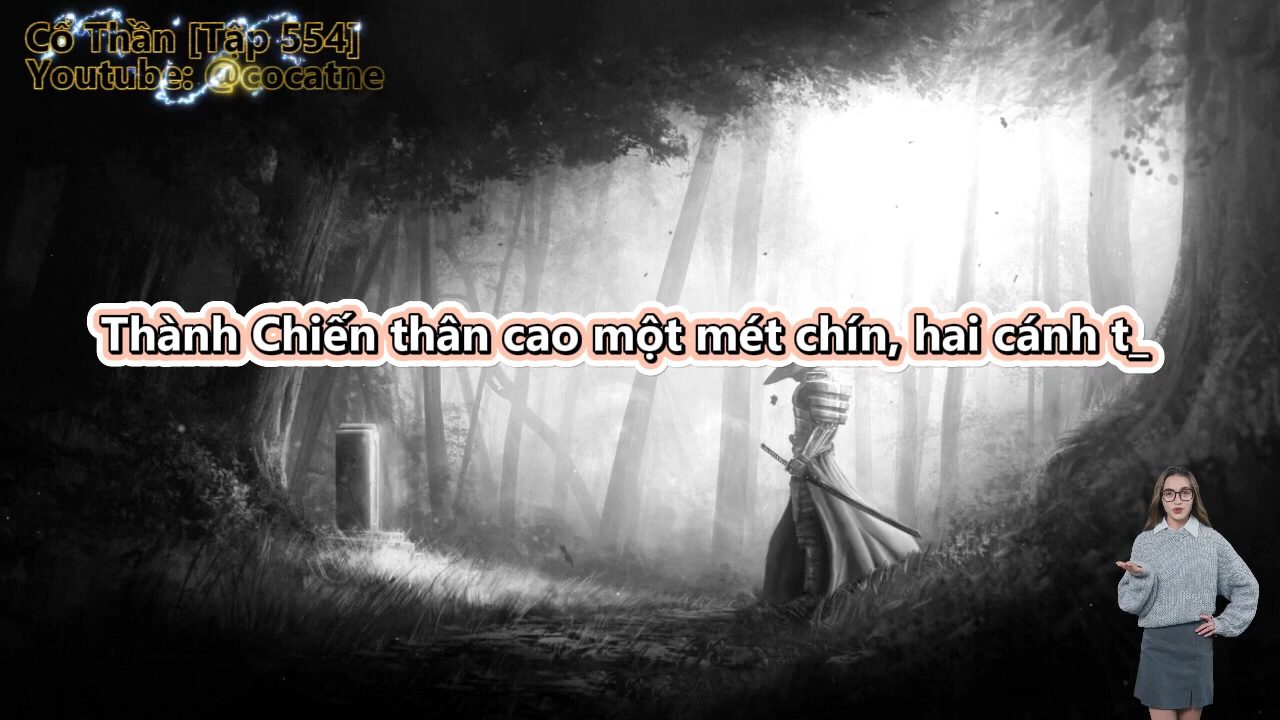 Cổ Thần [Tập 554]
Youtube: @cocatne
Thành Chiến thân cao một mét chín, hai cánh t_